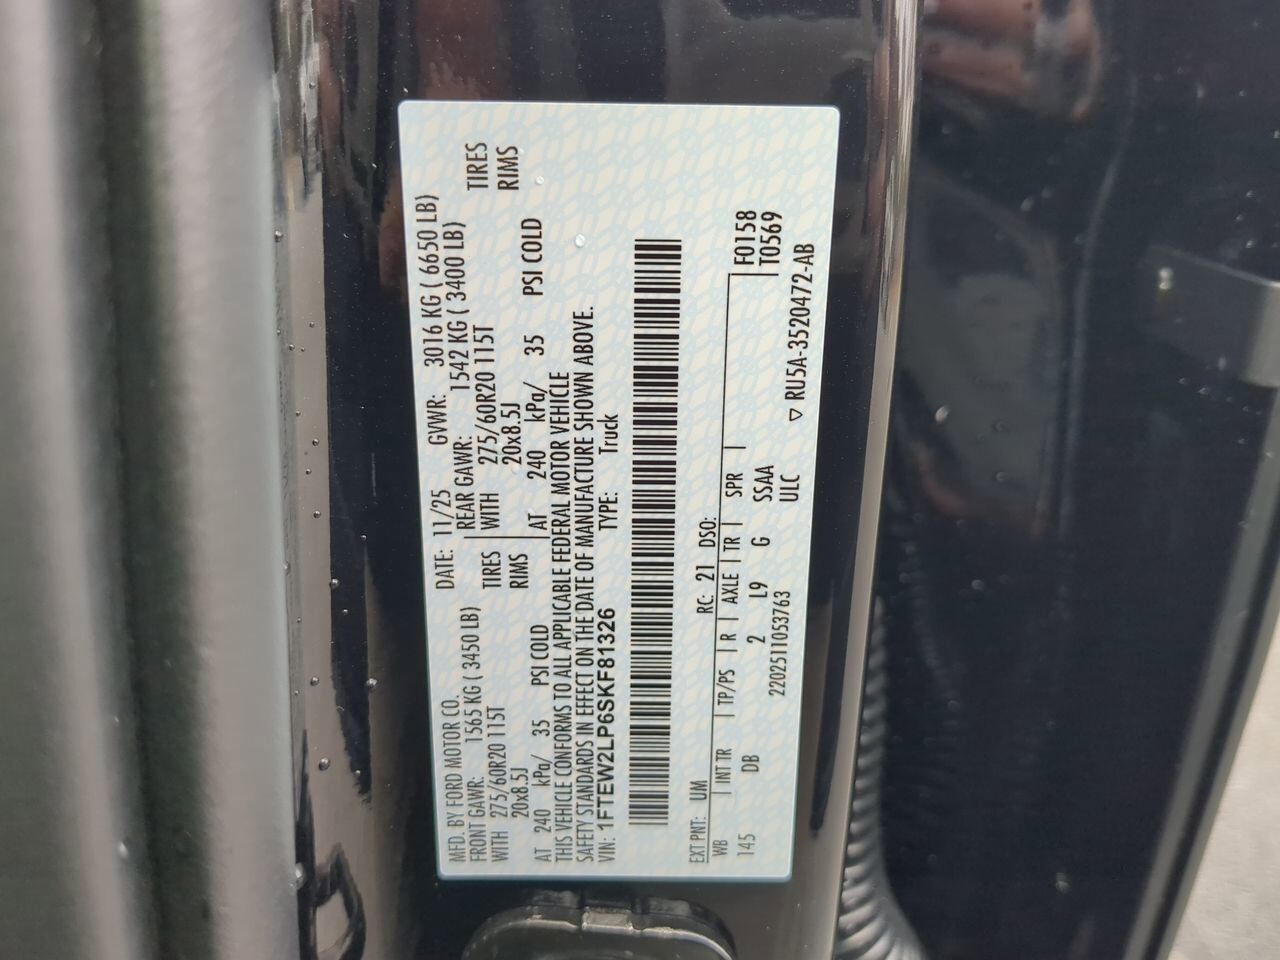 MFD. BY FORD MOTOR CO.
DATE: 11/25 GVWR: 3016 KG ( 6650 LB)
FRONT GAWR: 1565 KG ( 3450 LB) REAR GAWR: 1542 KG ( 3400 LB)
WITH 275/60R20 115T TIRES WITH 275/60R20 115T TIRES
20x8.5J RIMS 20x8.5J RIMS
AT 240 kPa/ 35 PSI COLD AT 240 kPa/ 35 PSI COLD
THIS VEHICLE CONFORMS TO ALL APPLICABLE FEDERAL MOTOR VEHICLE
SAFETY STANDARDS IN EFFECT ON THE DATE OF MANUFACTURE SHOWN ABOVE.
VIN: 1FTEW2LP6SKF81326 TYPE: Truck
EXT PNT: UM RC: 21 DSO: F0158
WB INT TR TP/PS R AXLE TR SPR T0569
145 DB 2 L9 G SSAA
2202511053763 ULC ▽ RU5A-3520472-AB